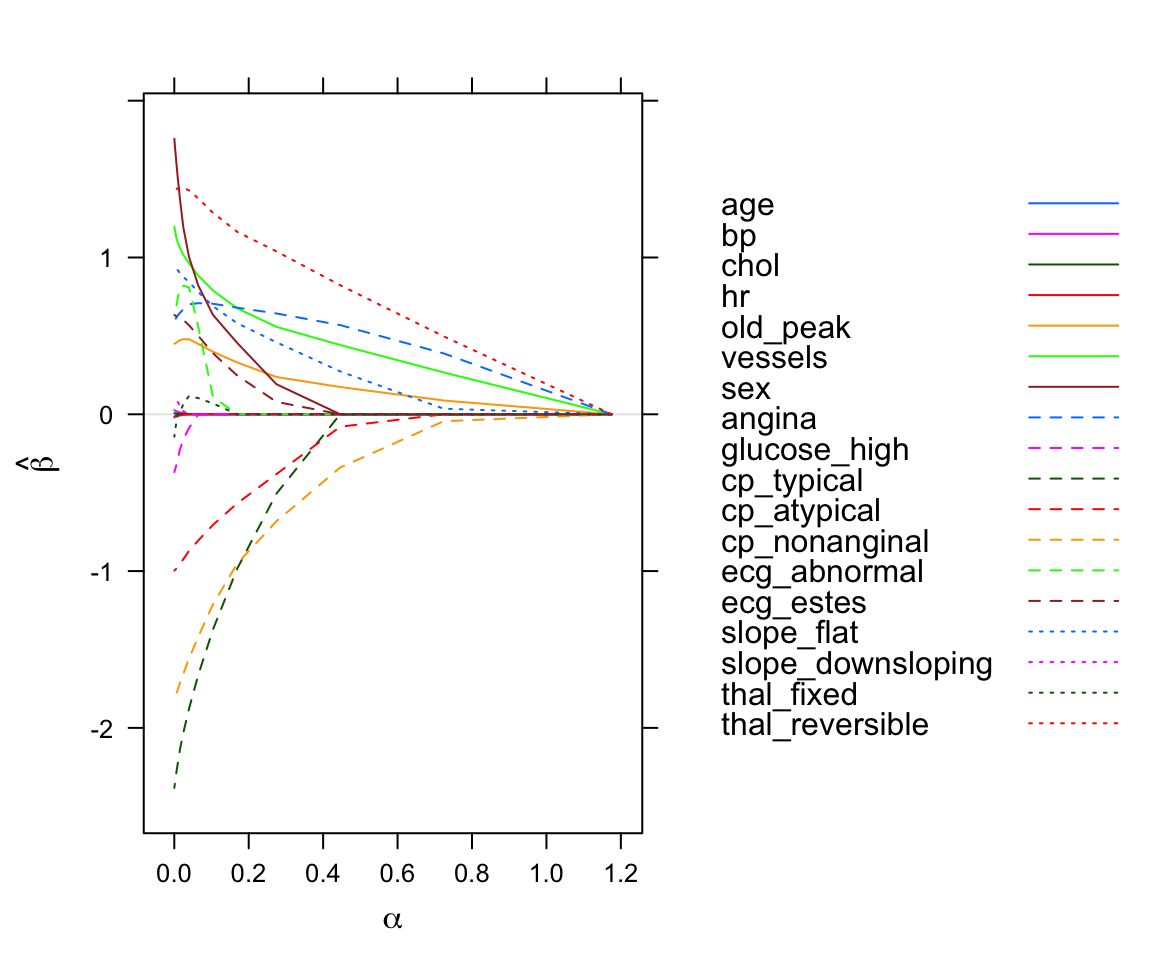 1
0
-1
-2
β̂
0.0 0.2 0.4 0.6 0.8 1.0 1.2
α
age
bp
chol
hr
old_peak
vessels
sex
angina
glucose_high
cp_typical
cp_atypical
cp_nonanginal
ecg_abnormal
ecg_estes
slope_flat
slope_downsloping
thal_fixed
thal_reversible